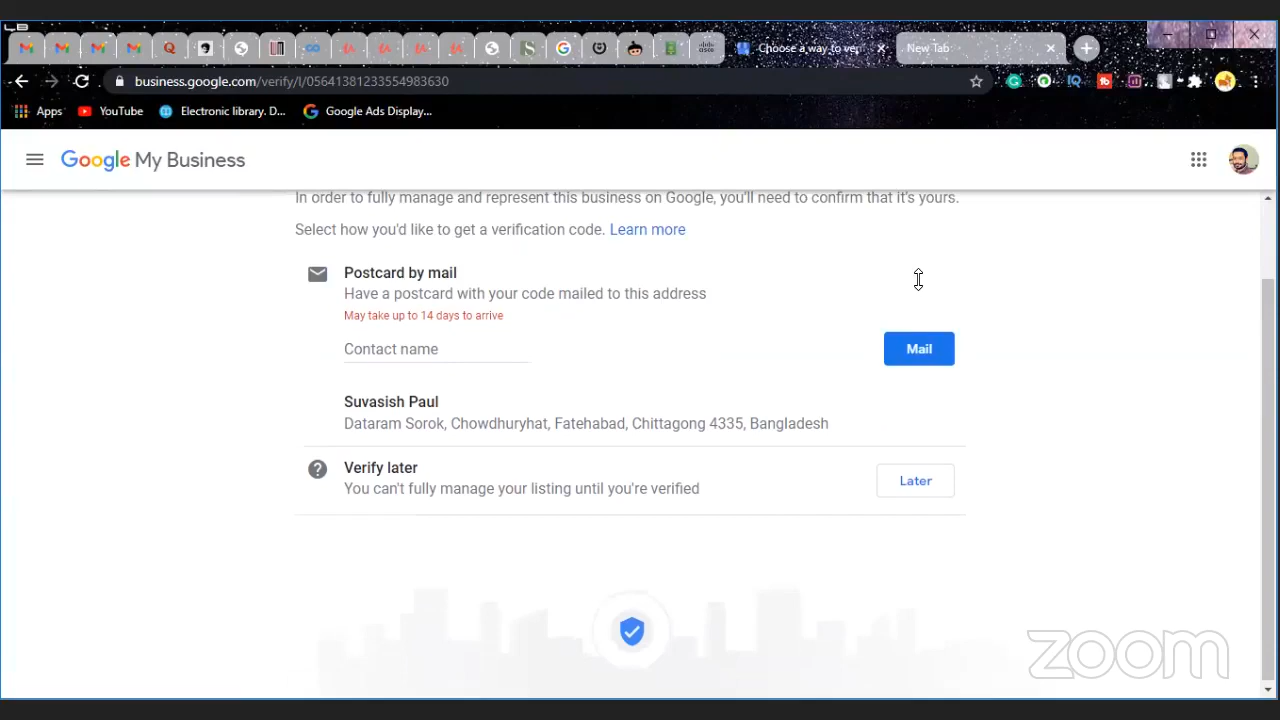 Choose a way to ver
New Tab
business.google.com/verify/l/05641381233554983630
Apps
YouTube
Electronic library. D...
Google Ads Display...
Google My Business
In order to fully manage and represent this business on Google, you'll need to confirm that it's yours.
Select how you'd like to get a verification code. Learn more
Postcard by mail
Have a postcard with your code mailed to this address
May take up to 14 days to arrive
Contact name
Mail
Suvasish Paul
Dataram Sorok, Chowdhuryhat, Fatehabad, Chittagong 4335, Bangladesh
Verify later
You can't fully manage your listing until you're verified
Later
zoom